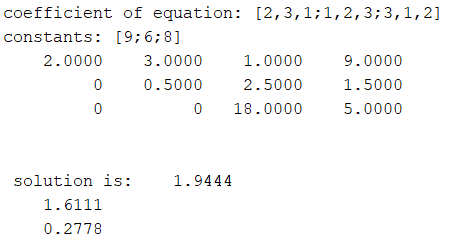 coefficient of equation: [2,3,1;1,2,3;3,1,2]
constants: [9;6;8]
2.0000 3.0000 1.0000 9.0000
0 0.5000 2.5000 1.5000
0 0 18.0000 5.0000
solution is: 1.9444
1.6111
0.2778